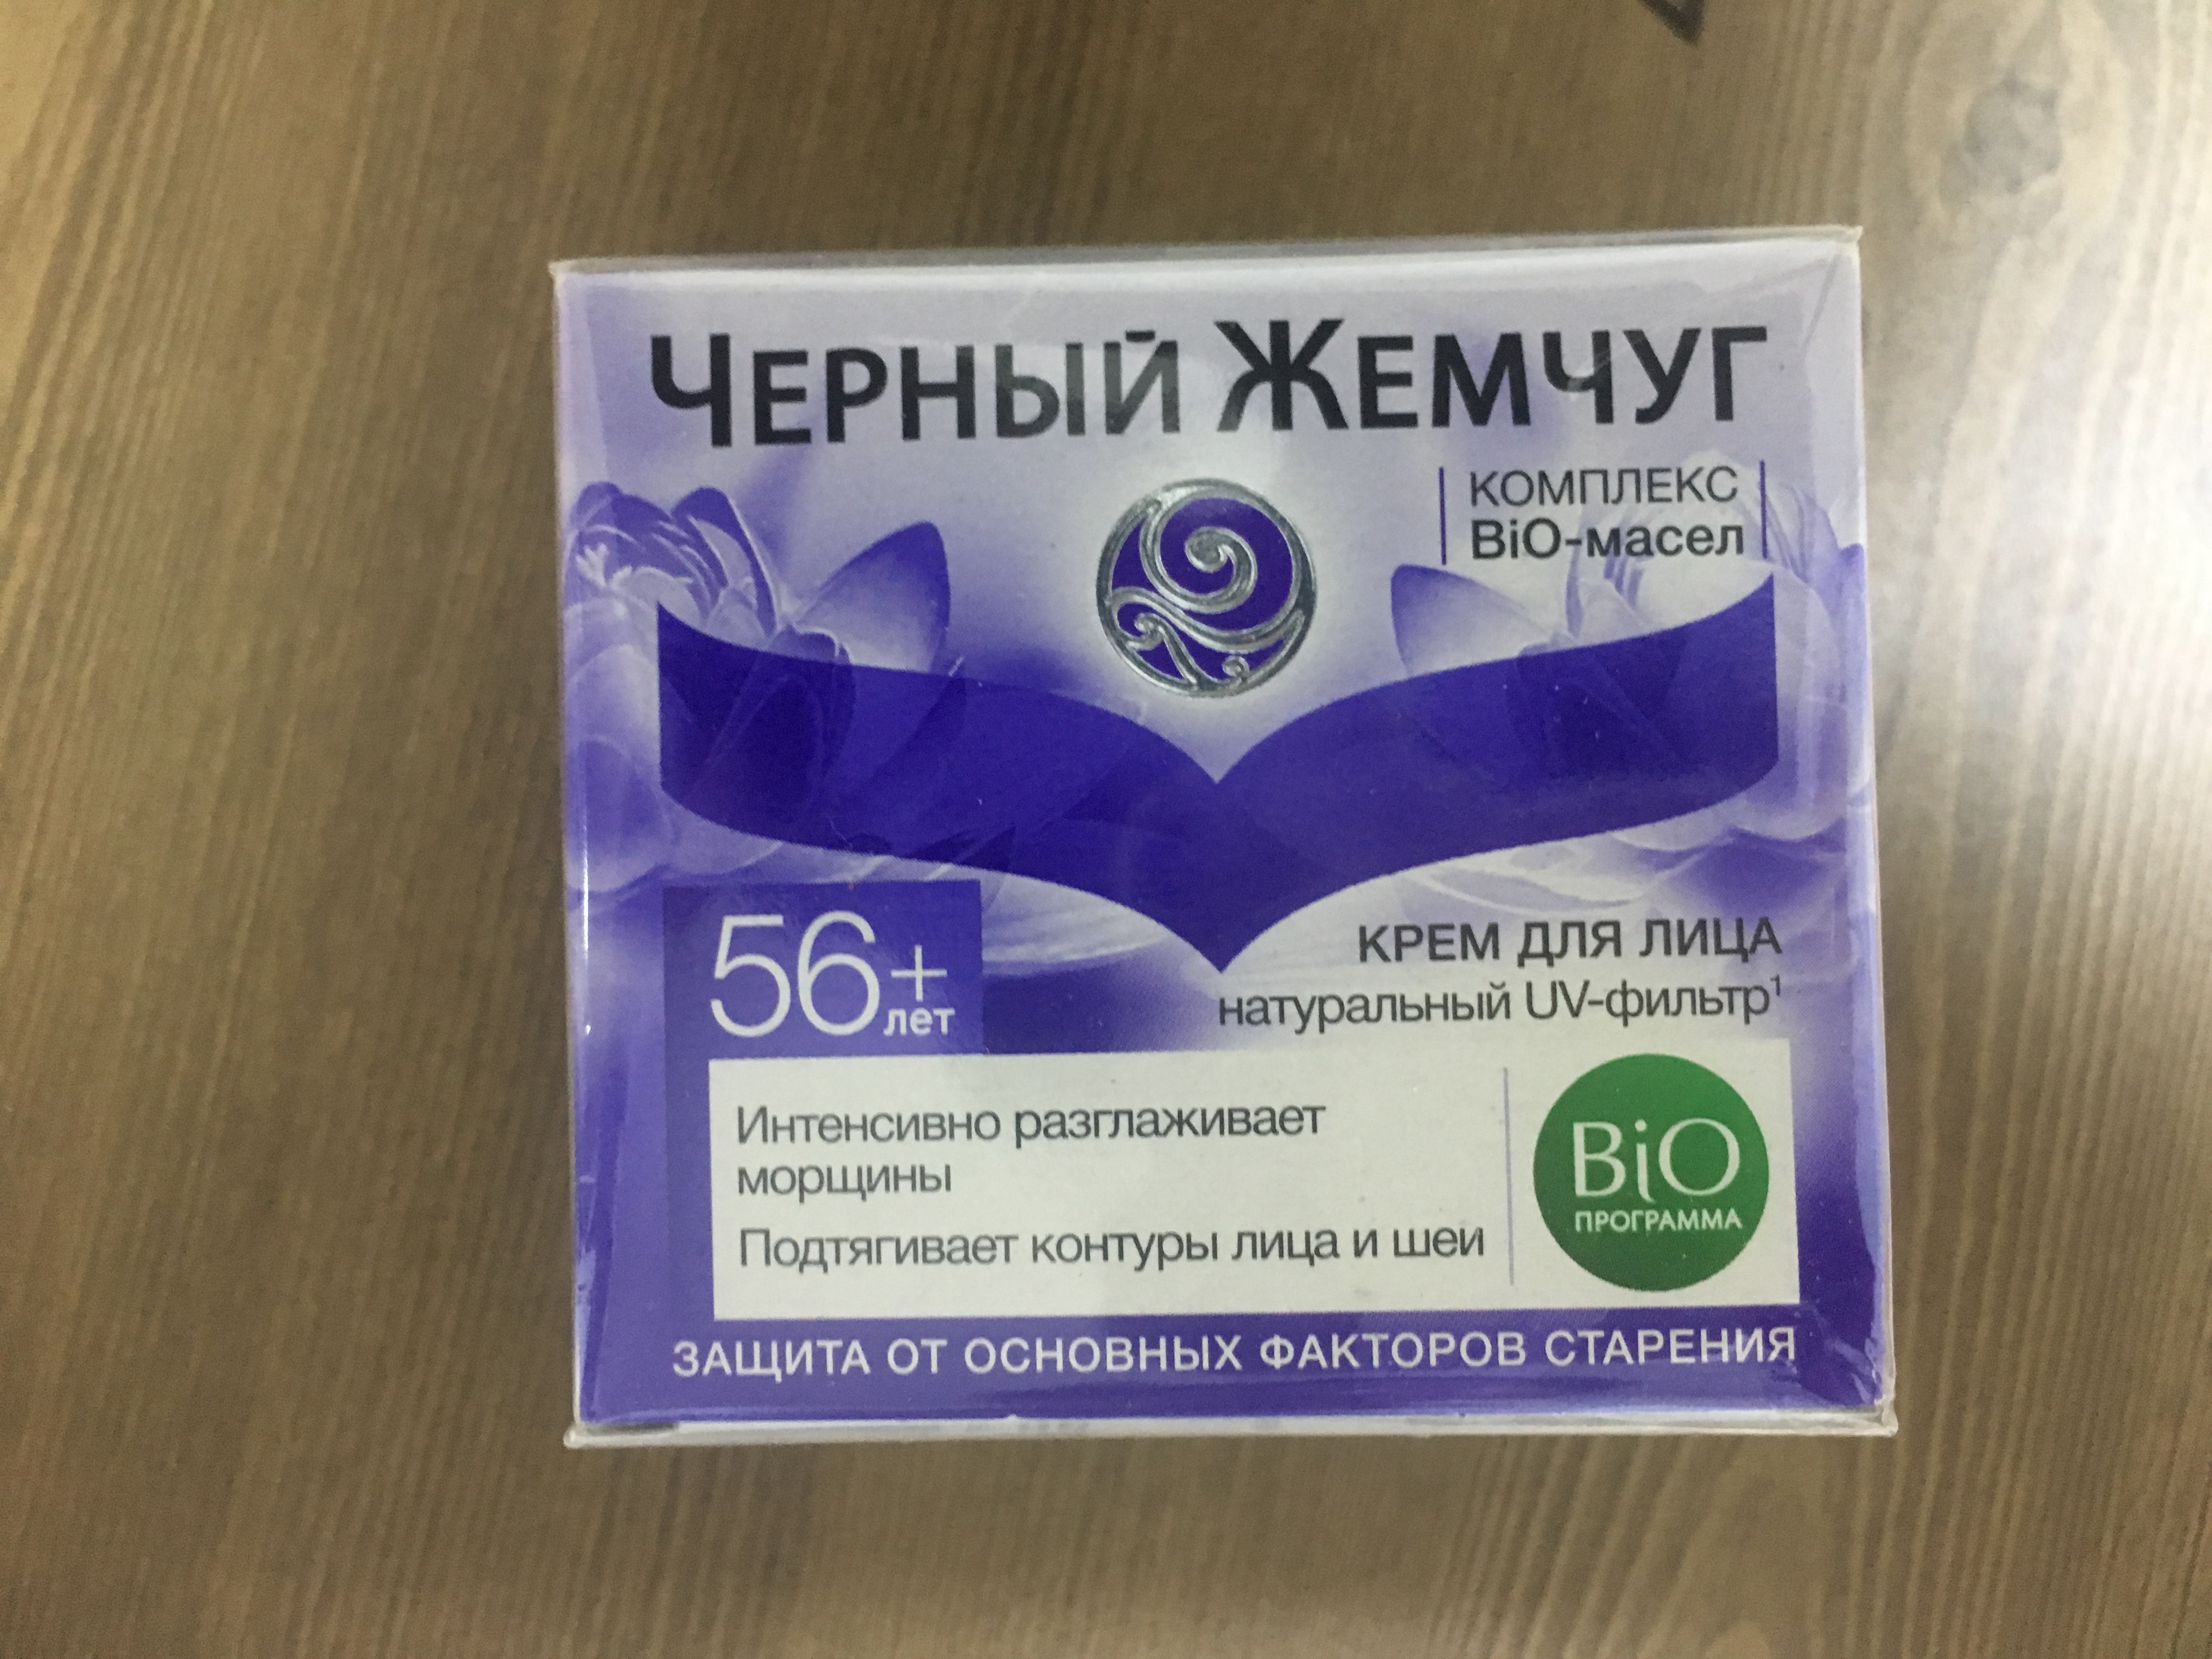 ЧЕРНЫЙ ЖЕМЧУГ
КОМПЛЕКС
BiO-масел
56+
лет
КРЕМ ДЛЯ ЛИЦА
натуральный UV-фильтр¹
Интенсивно разглаживает
морщины
Подтягивает контуры лица и шеи
BiO
ПРОГРАММА
ЗАЩИТА ОТ ОСНОВНЫХ ФАКТОРОВ СТАРЕНИЯ